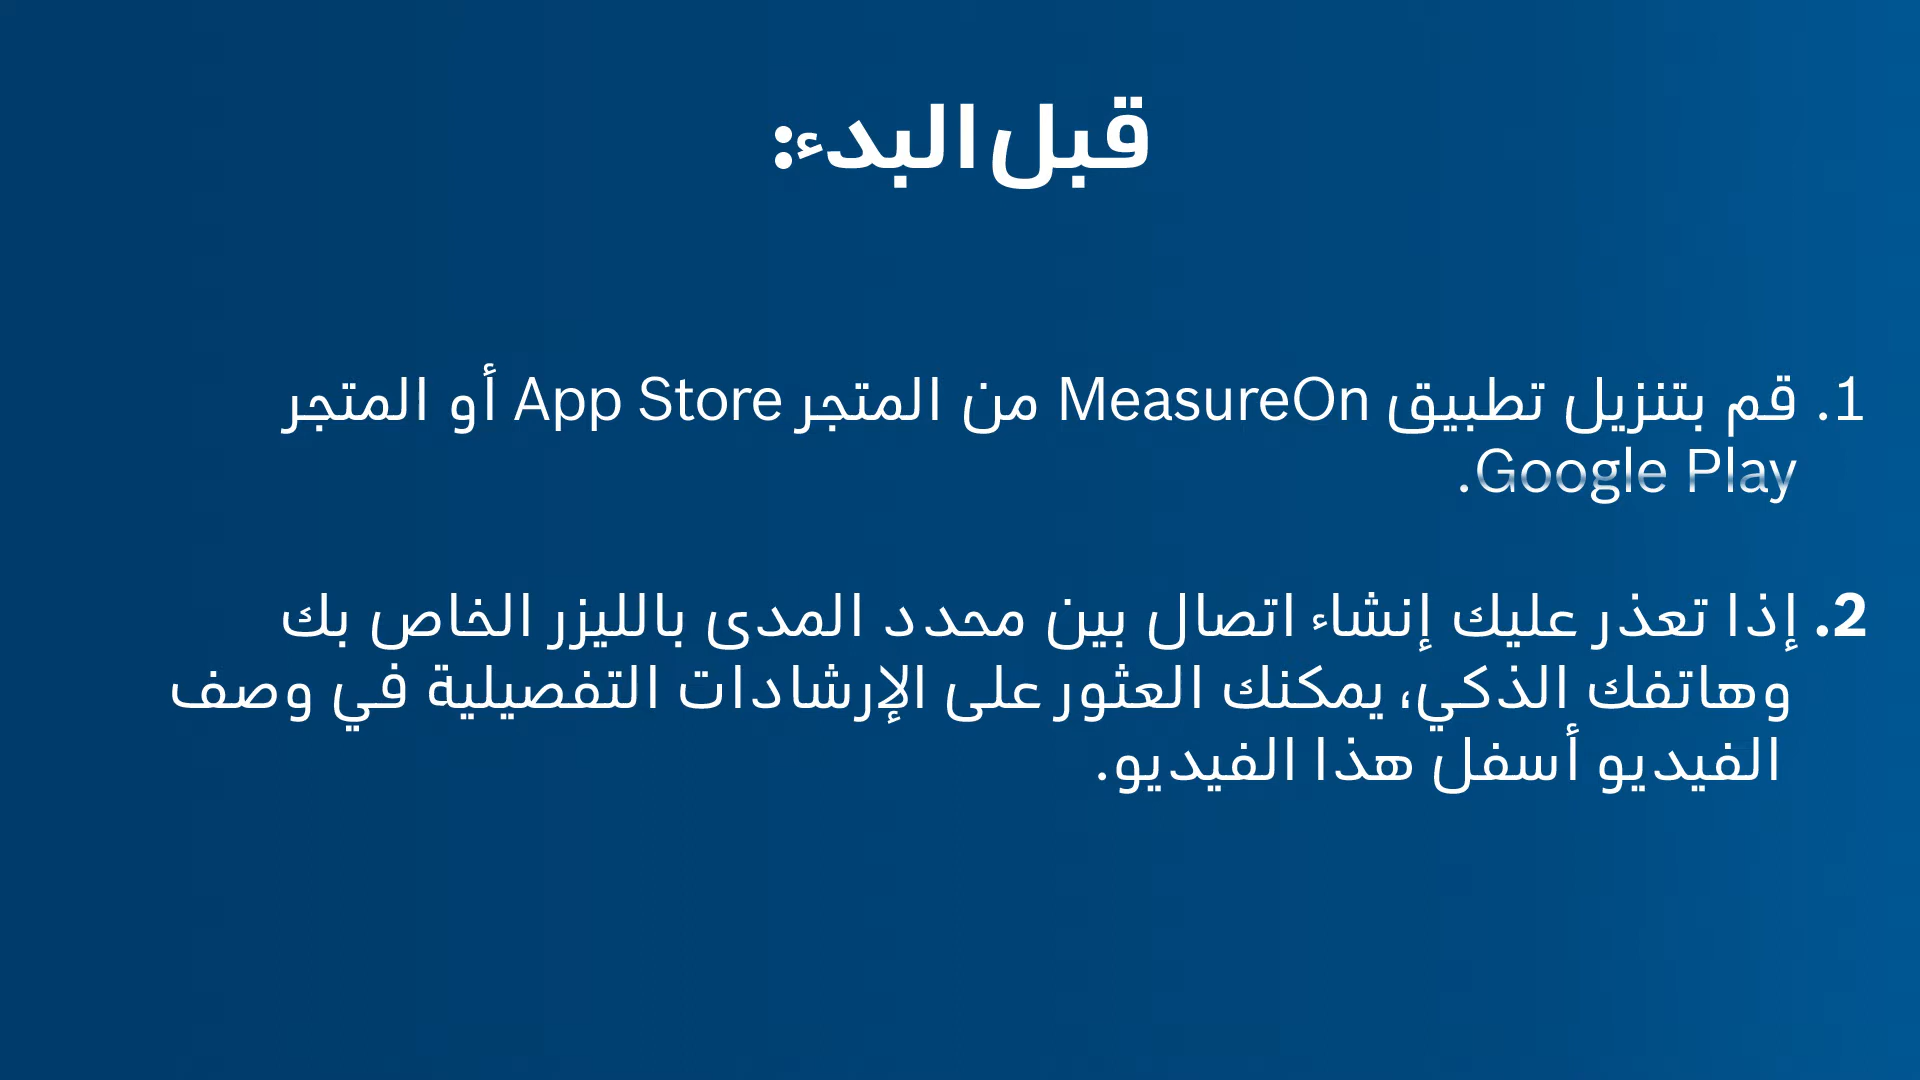 قبل البدء:
1. قم بتنزيل تطبيق MeasureOn من المتجر App Store أو المتجر
Google Play.
2. إذا تعذر عليك إنشاء اتصال بين محدد المدى بالليزر الخاص بك
وهاتفك الذكي، يمكنك العثور على الإرشادات التفصيلية في وصف
الفيديو أسفل هذا الفيديو.